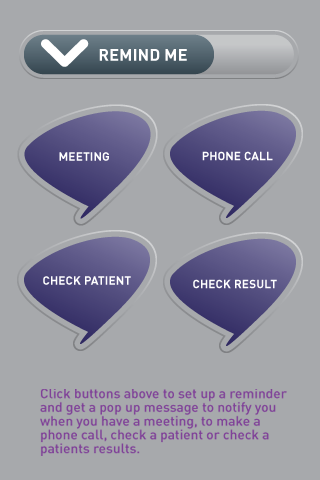 REMIND ME
MEETING
PHONE CALL
CHECK PATIENT
CHECK RESULT
Click buttons above to set up a reminder
and get a pop up message to notify you
when you have a meeting, to make a
phone call, check a patient or check a
patients results.